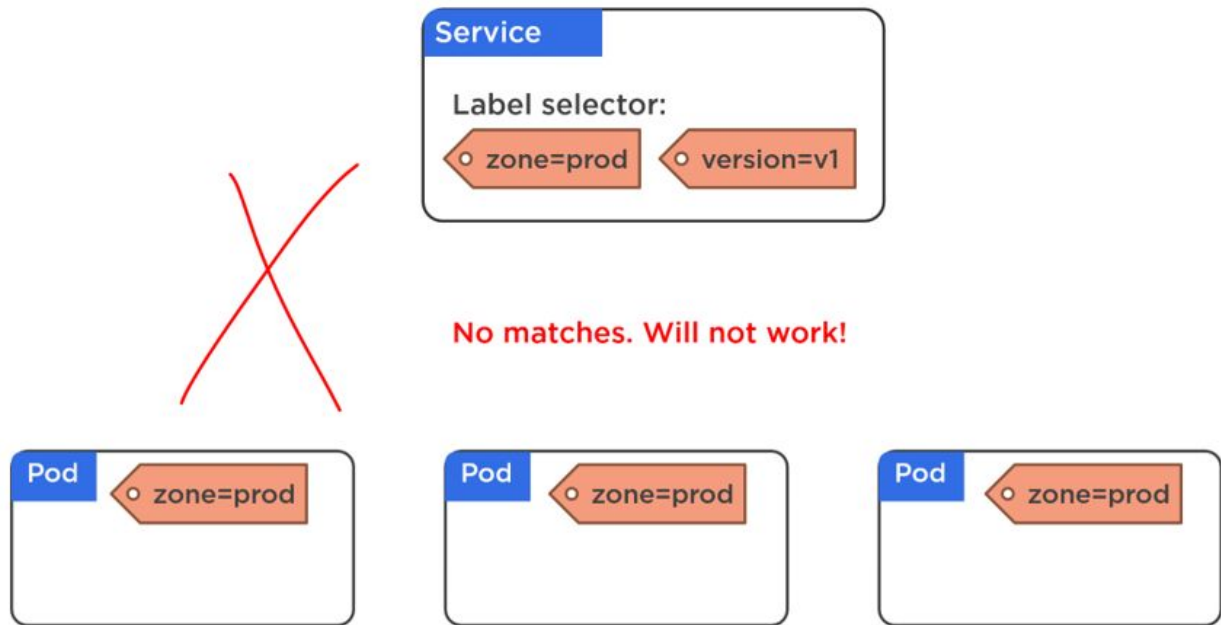 Service
Label selector:
zone=prod
version=v1
No matches. Will not work!
Pod
zone=prod
Pod
zone=prod
Pod
zone=prod